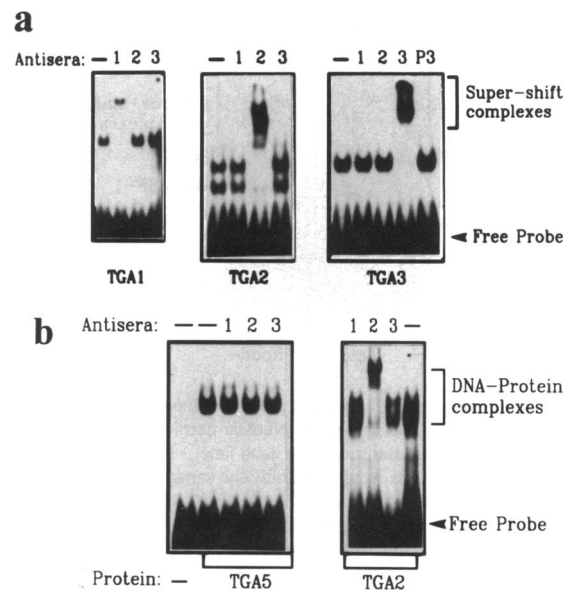 a
Antisera: — 1 2 3 — 1 2 3 — 1 2 3 P3
Super-shift
complexes
Free Probe
TGA1 TGA2 TGA3
b
Antisera: — — 1 2 3 1 2 3 —
DNA-Protein
complexes
Free Probe
Protein: — TGA5 TGA2